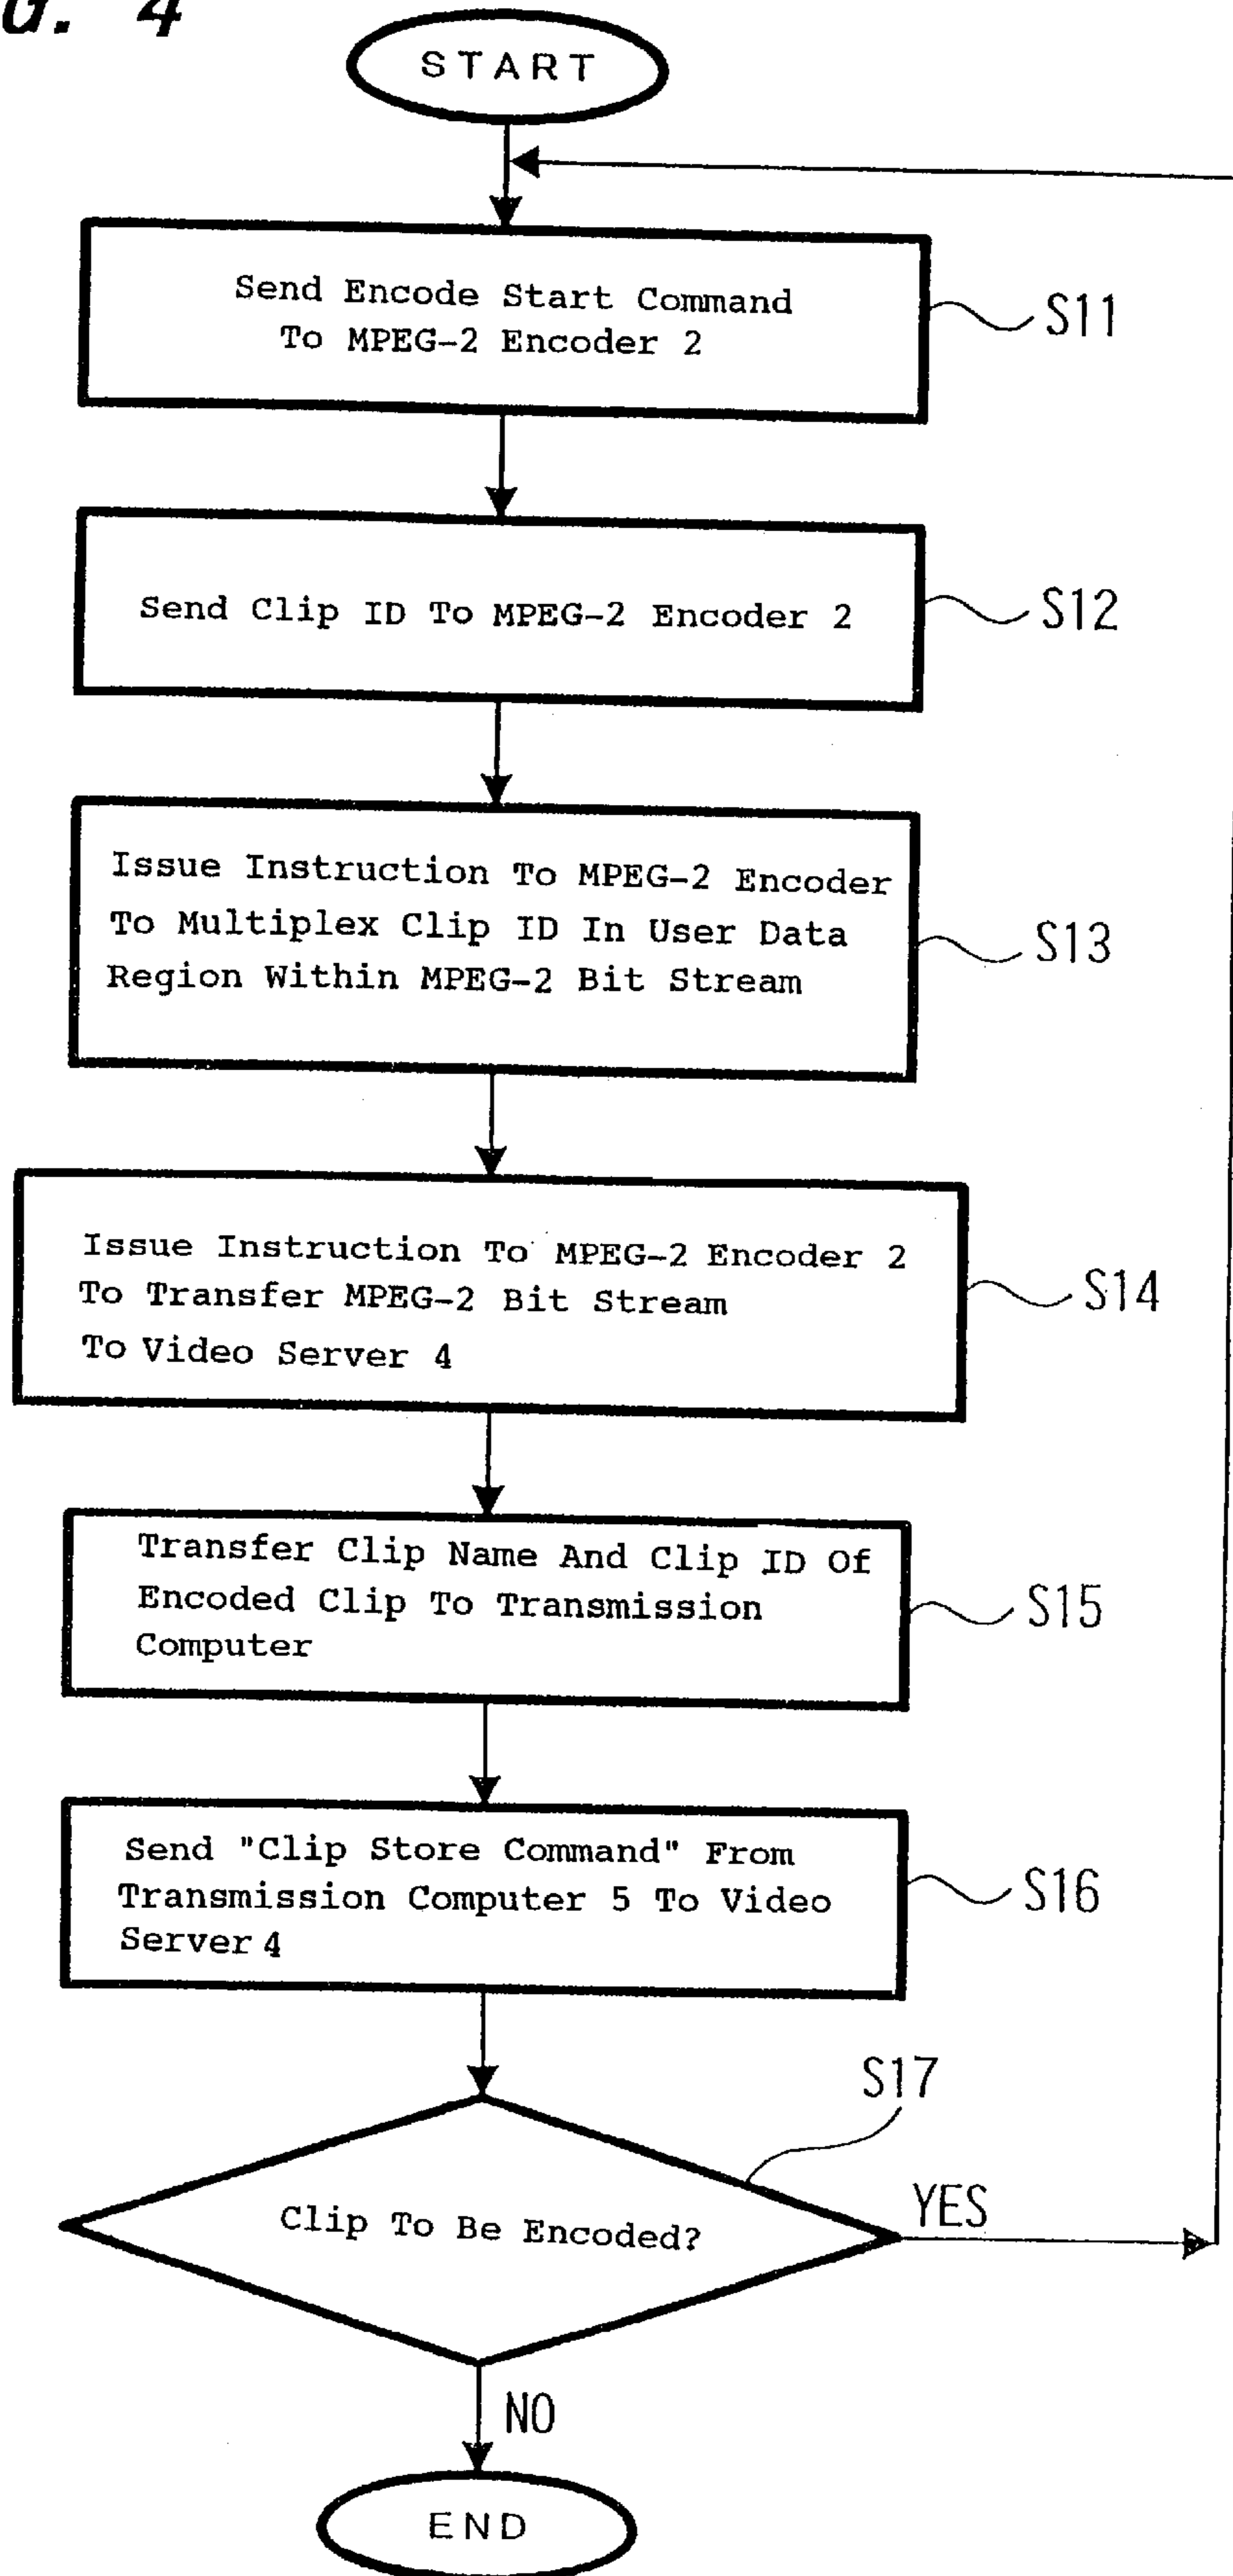 G. 4
START
Send Encode Start Command
To MPEG-2 Encoder 2
S11
Send Clip ID To MPEG-2 Encoder 2
S12
Issue Instruction To MPEG-2 Encoder
To Multiplex Clip ID In User Data
Region Within MPEG-2 Bit Stream
S13
Issue Instruction To MPEG-2 Encoder 2
To Transfer MPEG-2 Bit Stream
To Video Server 4
S14
Transfer Clip Name And Clip ID Of
Encoded Clip To Transmission
Computer
S15
Send "Clip Store Command" From
Transmission Computer 5 To Video
Server 4
S16
S17
Clip To Be Encoded?
YES
NO
END